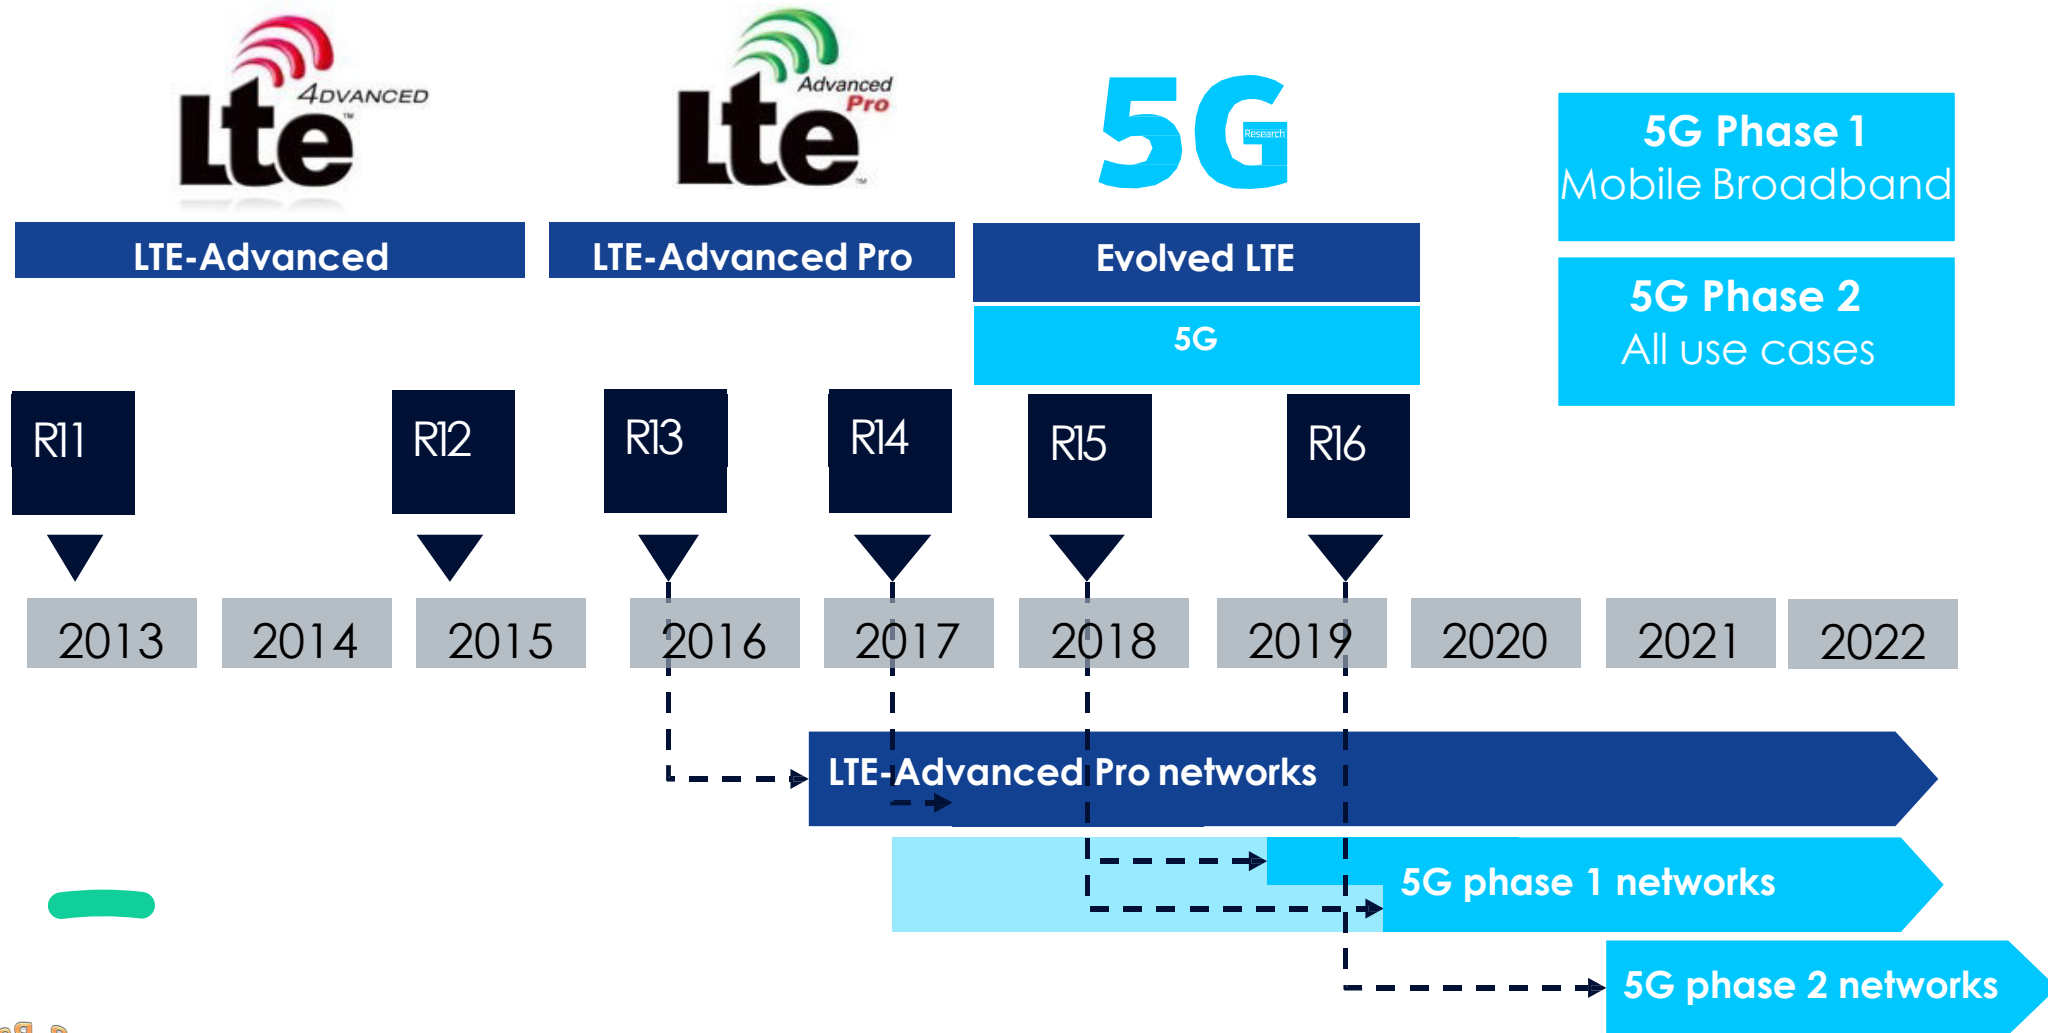 Lte 4DVANCED
™
Lte Advanced
Pro
™
5G
Research
5G Phase 1
Mobile Broadband
LTE-Advanced
LTE-Advanced Pro
Evolved LTE
5G
5G Phase 2
All use cases
R11
R12
R13
R14
R15
R16
2013
2014
2015
2016
2017
2018
2019
2020
2021
2022
LTE-Advanced Pro networks
5G phase 1 networks
5G phase 2 networks